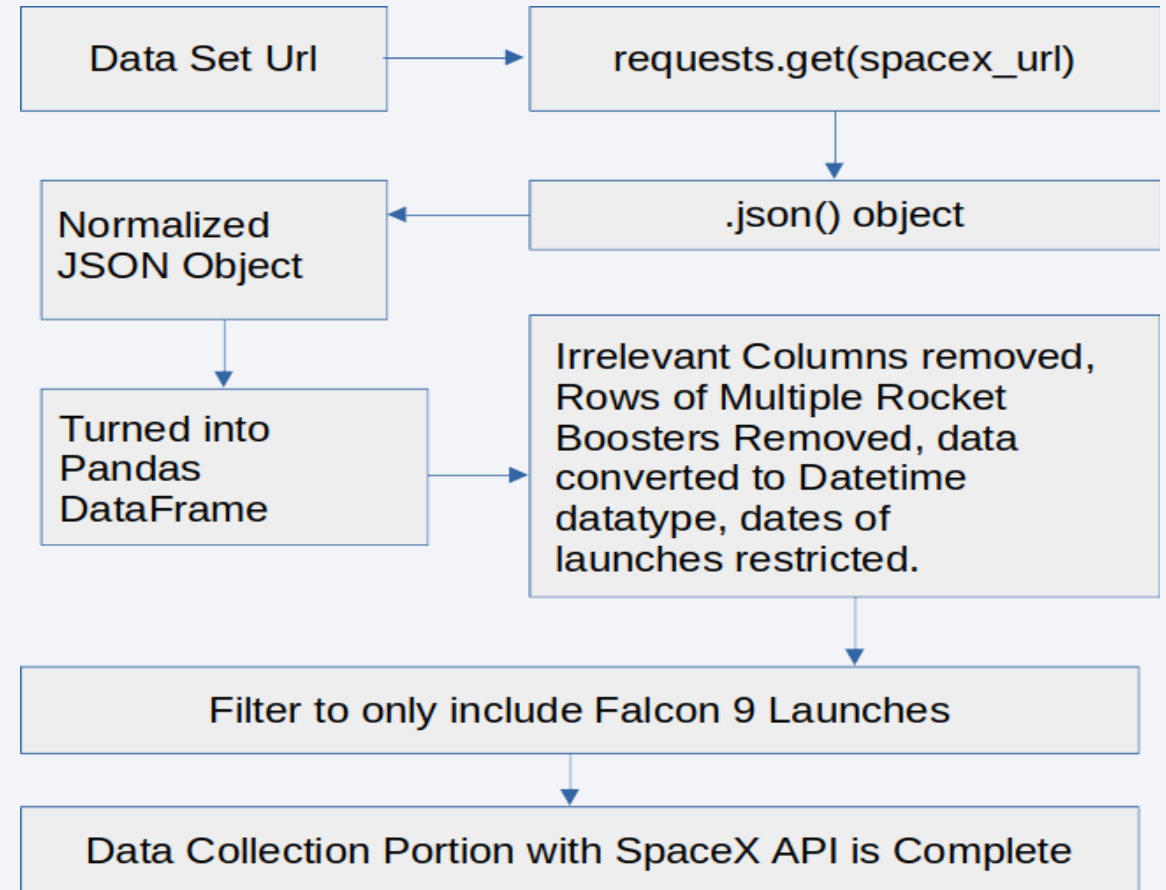 Data Set Url
requests.get(spacex_url)
.json() object
Normalized
JSON Object
Turned into
Pandas
DataFrame
Irrelevant Columns removed,
Rows of Multiple Rocket
Boosters Removed, data
converted to Datetime
datatype, dates of
launches restricted.
Filter to only include Falcon 9 Launches
Data Collection Portion with SpaceX API is Complete